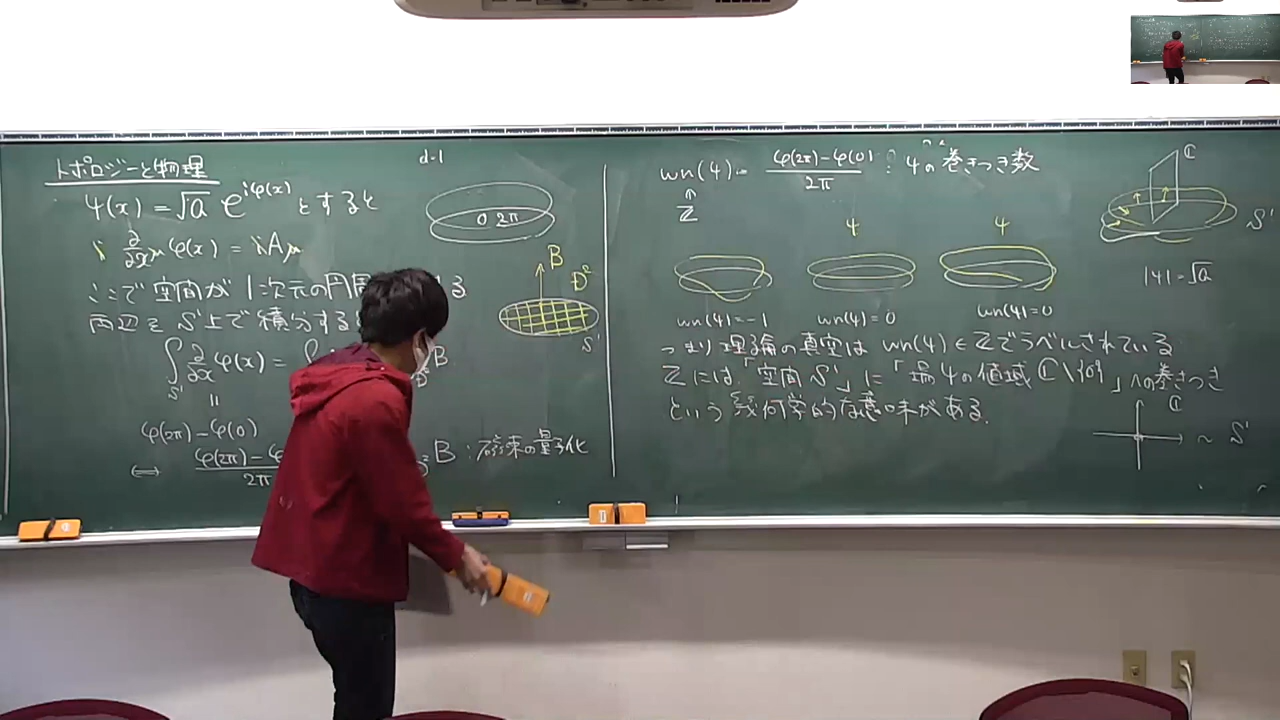 トポロジーと物理
ψ(x) = √a e^{iφ(x)} とすると
i ∂/∂x^μ φ(x) = iA_μ
ここで空間が1次元の円周
両辺を S¹上で積分する
∫_{S¹} ∂/∂x φ(x) =
B
D²
"
φ(2π)-φ(0)
⇔
2π
B : 磁束の量子化
d-1
0 2π
B
D²
S¹
wn(ψ) = φ(2π)-φ(0) / 2π : ψの巻きつき数
↑
Z
ψ
ψ
wn(ψ)=-1
wn(ψ)=0
wn(ψ)=0
ℂ
S¹
|ψ|=√a
つまり理論の真空は wn(ψ)∈Zでラベルされている
Zには「空間S¹」に「場ψの値域 ℂ\{0}」への巻きつき
という幾何学的な意味がある.
ℂ
~ S¹